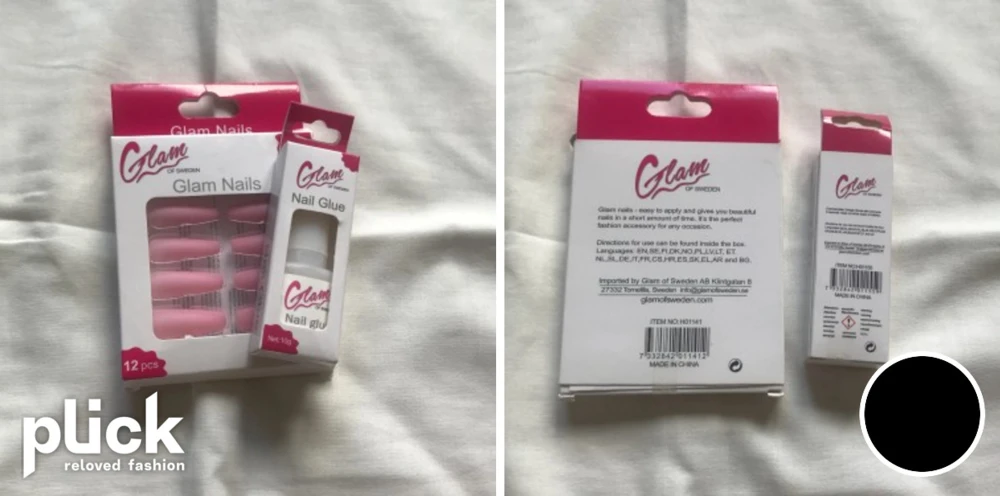 Glam Nails
Glam
OF SWEDEN
Glam Nails
12 pcs
Glam
OF SWEDEN
Nail Glue
Glam
Nail glu
Net 10g
plick
reloved fashion
Glam
OF SWEDEN
Glam nails - easy to apply and gives you beautiful
nails in a short amount of time. It's the perfect
fashion accessory for any occasion.
Directions for use can be found inside the box.
Languages: EN,SE,FI,DK,NO,PL,LV,LT, ET,
NL,SL,DE,IT,FR,CS,HR,ES,SK,EL,AR and BG.
Imported by Glam of Sweden AB Klintgatan 8
27332 Tomelilla, Sweden info@glamofsweden.se
glamofsweden.com
ITEM NO: H01141
7 332842 011412
MADE IN CHINA
Glam
OF SWEDEN
MADE IN CHINA